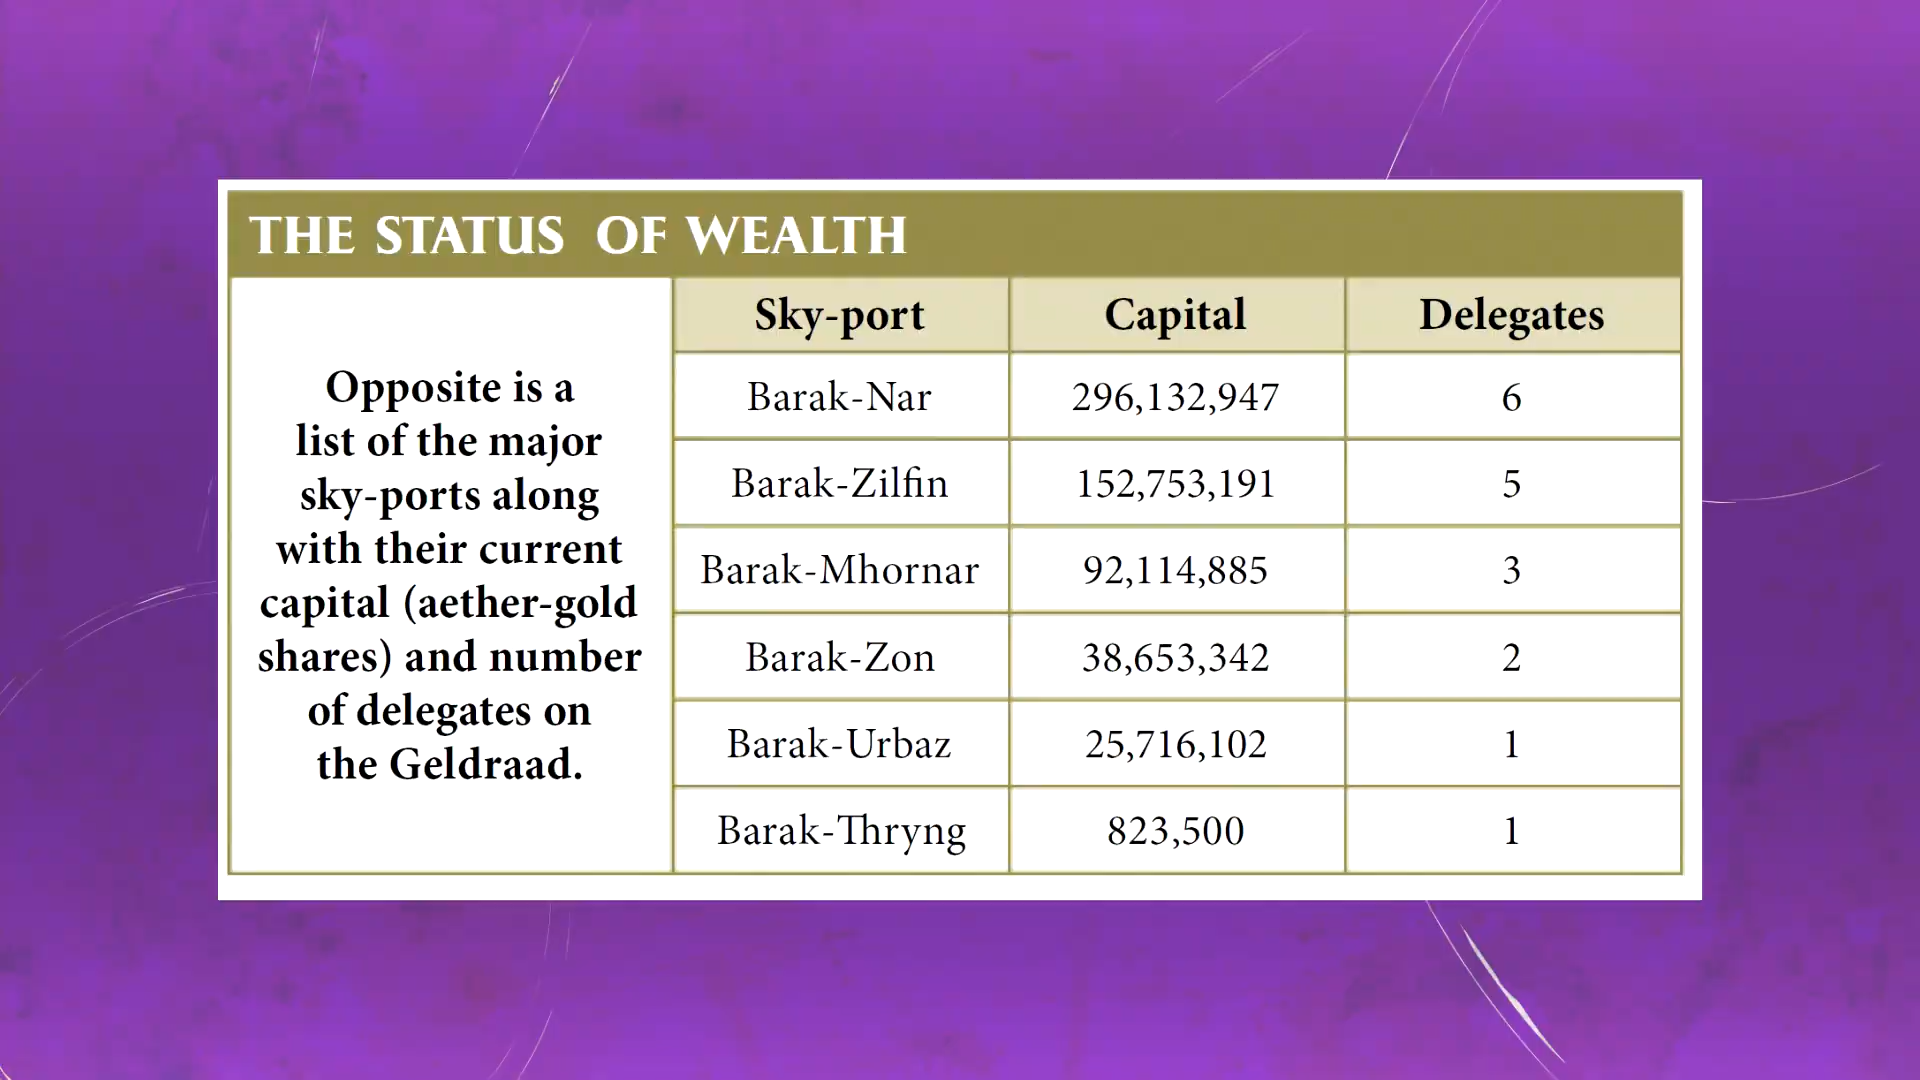 THE STATUS OF WEALTH
Opposite is a
list of the major
sky-ports along
with their current
capital (aether-gold
shares) and number
of delegates on
the Geldraad.
Sky-port Capital Delegates
Barak-Nar 296,132,947 6
Barak-Zilfin 152,753,191 5
Barak-Mhornar 92,114,885 3
Barak-Zon 38,653,342 2
Barak-Urbaz 25,716,102 1
Barak-Thryng 823,500 1